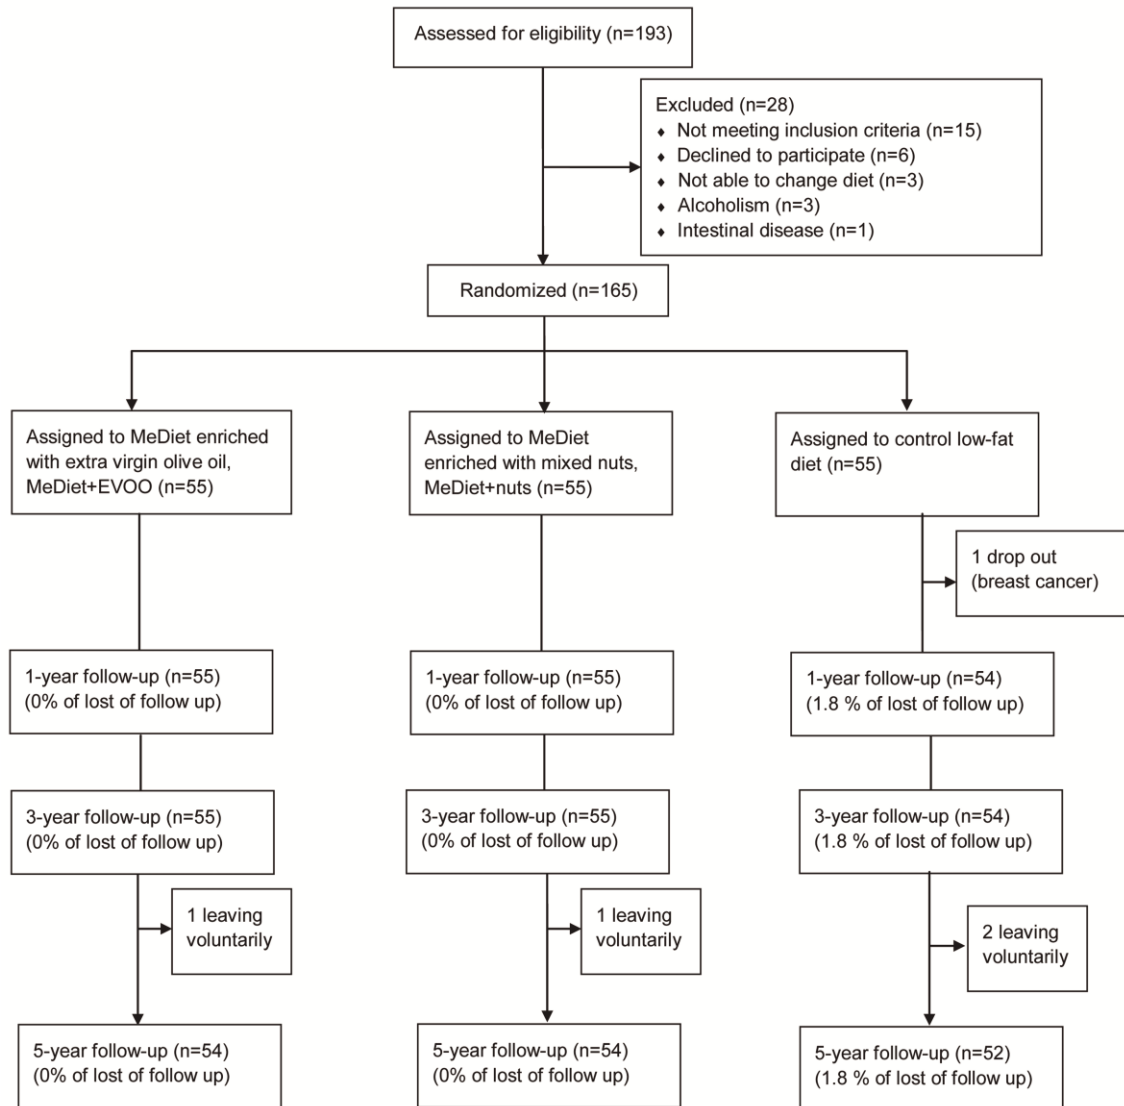 Assessed for eligibility (n=193)
Excluded (n=28)
♦ Not meeting inclusion criteria (n=15)
♦ Declined to participate (n=6)
♦ Not able to change diet (n=3)
♦ Alcoholism (n=3)
♦ Intestinal disease (n=1)
Randomized (n=165)
Assigned to MeDiet enriched
with extra virgin olive oil,
MeDiet+EVOO (n=55)
Assigned to MeDiet
enriched with mixed nuts,
MeDiet+nuts (n=55)
Assigned to control low-fat
diet (n=55)
1 drop out
(breast cancer)
1-year follow-up (n=55)
(0% of lost of follow up)
1-year follow-up (n=55)
(0% of lost of follow up)
1-year follow-up (n=54)
(1.8 % of lost of follow up)
3-year follow-up (n=55)
(0% of lost of follow up)
3-year follow-up (n=55)
(0% of lost of follow up)
3-year follow-up (n=54)
(1.8 % of lost of follow up)
1 leaving
voluntarily
1 leaving
voluntarily
2 leaving
voluntarily
5-year follow-up (n=54)
(0% of lost of follow up)
5-year follow-up (n=54)
(0% of lost of follow up)
5-year follow-up (n=52)
(1.8 % of lost of follow up)